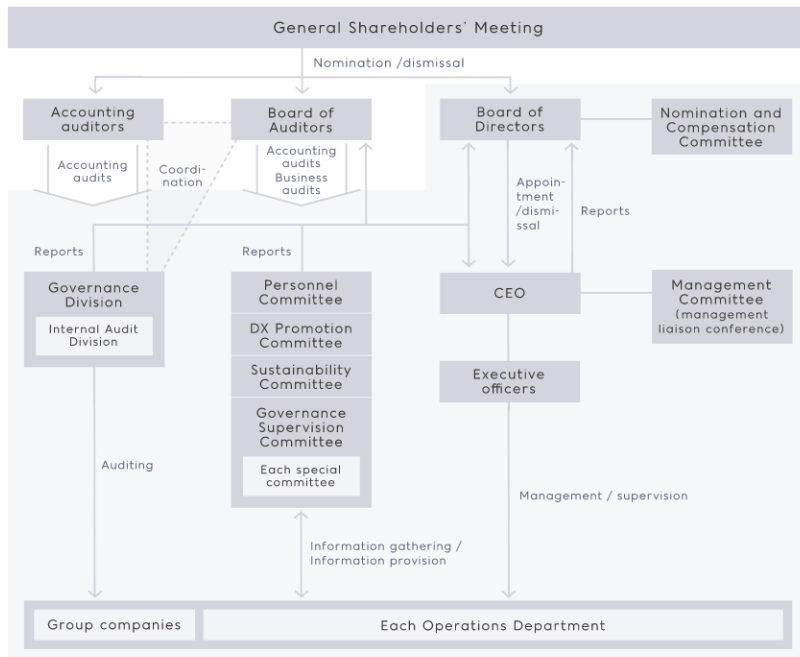 General Shareholders' Meeting
Nomination /dismissal
Accounting
auditors
Board of
Auditors
Board of
Directors
Nomination and
Compensation
Committee
Accounting
audits
Coordi-
nation
Accounting
audits
Business
audits
Appoin-
tment
/dismi-
ssal
Reports
Reports
Reports
Governance
Division
Internal Audit
Division
Personnel
Committee
DX Promotion
Committee
Sustainability
Committee
Governance
Supervision
Committee
Each special
committee
CEO
Management
Committee
(management
liaison conference)
Executive
officers
Auditing
Management / supervision
Information gathering /
Information provision
Group companies
Each Operations Department